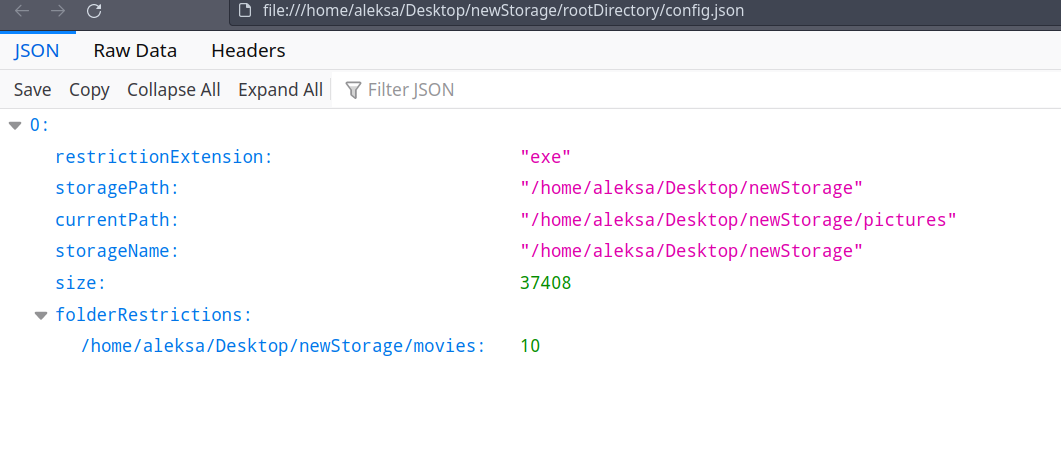 file:///home/aleksa/Desktop/newStorage/rootDirectory/config.json
JSON Raw Data Headers
Save Copy Collapse All Expand All Filter JSON
0:
restrictionExtension: "exe"
storagePath: "/home/aleksa/Desktop/newStorage"
currentPath: "/home/aleksa/Desktop/newStorage/pictures"
storageName: "/home/aleksa/Desktop/newStorage"
size: 37408
folderRestrictions:
/home/aleksa/Desktop/newStorage/movies: 10